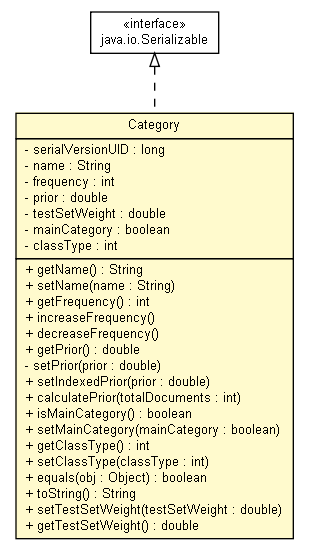 «interface»
java.io.Serializable
Category
- serialVersionUID : long
- name : String
- frequency : int
- prior : double
- testSetWeight : double
- mainCategory : boolean
- classType : int
+ getName() : String
+ setName(name : String)
+ getFrequency() : int
+ increaseFrequency()
+ decreaseFrequency()
+ getPrior() : double
- setPrior(prior : double)
+ setIndexedPrior(prior : double)
+ calculatePrior(totalDocuments : int)
+ isMainCategory() : boolean
+ setMainCategory(mainCategory : boolean)
+ getClassType() : int
+ setClassType(classType : int)
+ equals(obj : Object) : boolean
+ toString() : String
+ setTestSetWeight(testSetWeight : double)
+ getTestSetWeight() : double